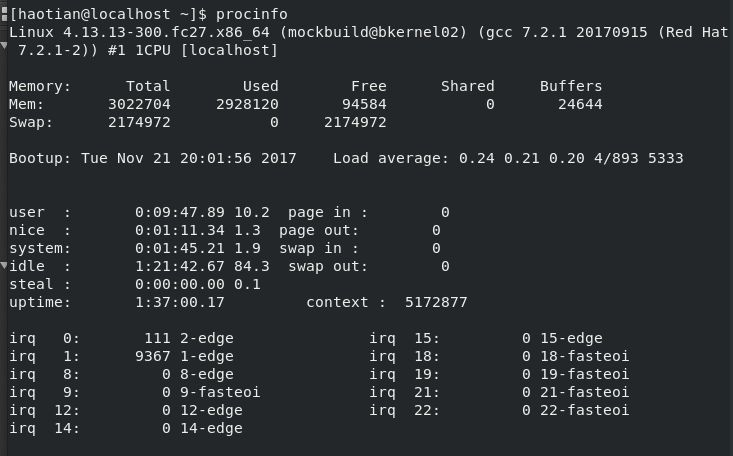 [haotian@localhost ~]$ procinfo
Linux 4.13.13-300.fc27.x86_64 (mockbuild@bkernel02) (gcc 7.2.1 20170915 (Red Hat
 7.2.1-2)) #1 1CPU [localhost]
Memory:      Total        Used        Free      Shared     Buffers
Mem:       3022704     2928120       94584           0       24644
Swap:      2174972           0     2174972
Bootup: Tue Nov 21 20:01:56 2017    Load average: 0.24 0.21 0.20 4/893 5333
user  :       0:09:47.89 10.2  page in :        0
nice  :       0:01:11.34 1.3  page out:        0
system:       0:01:45.21 1.9  swap in :        0
idle  :       1:21:42.67 84.3  swap out:        0
steal :       0:00:00.00 0.1
uptime:       1:37:00.17         context :  5172877
irq   0:       111 2-edge               irq  15:         0 15-edge
irq   1:      9367 1-edge               irq  18:         0 18-fasteoi
irq   8:         0 8-edge               irq  19:         0 19-fasteoi
irq   9:         0 9-fasteoi            irq  21:         0 21-fasteoi
irq  12:         0 12-edge              irq  22:         0 22-fasteoi
irq  14:         0 14-edge